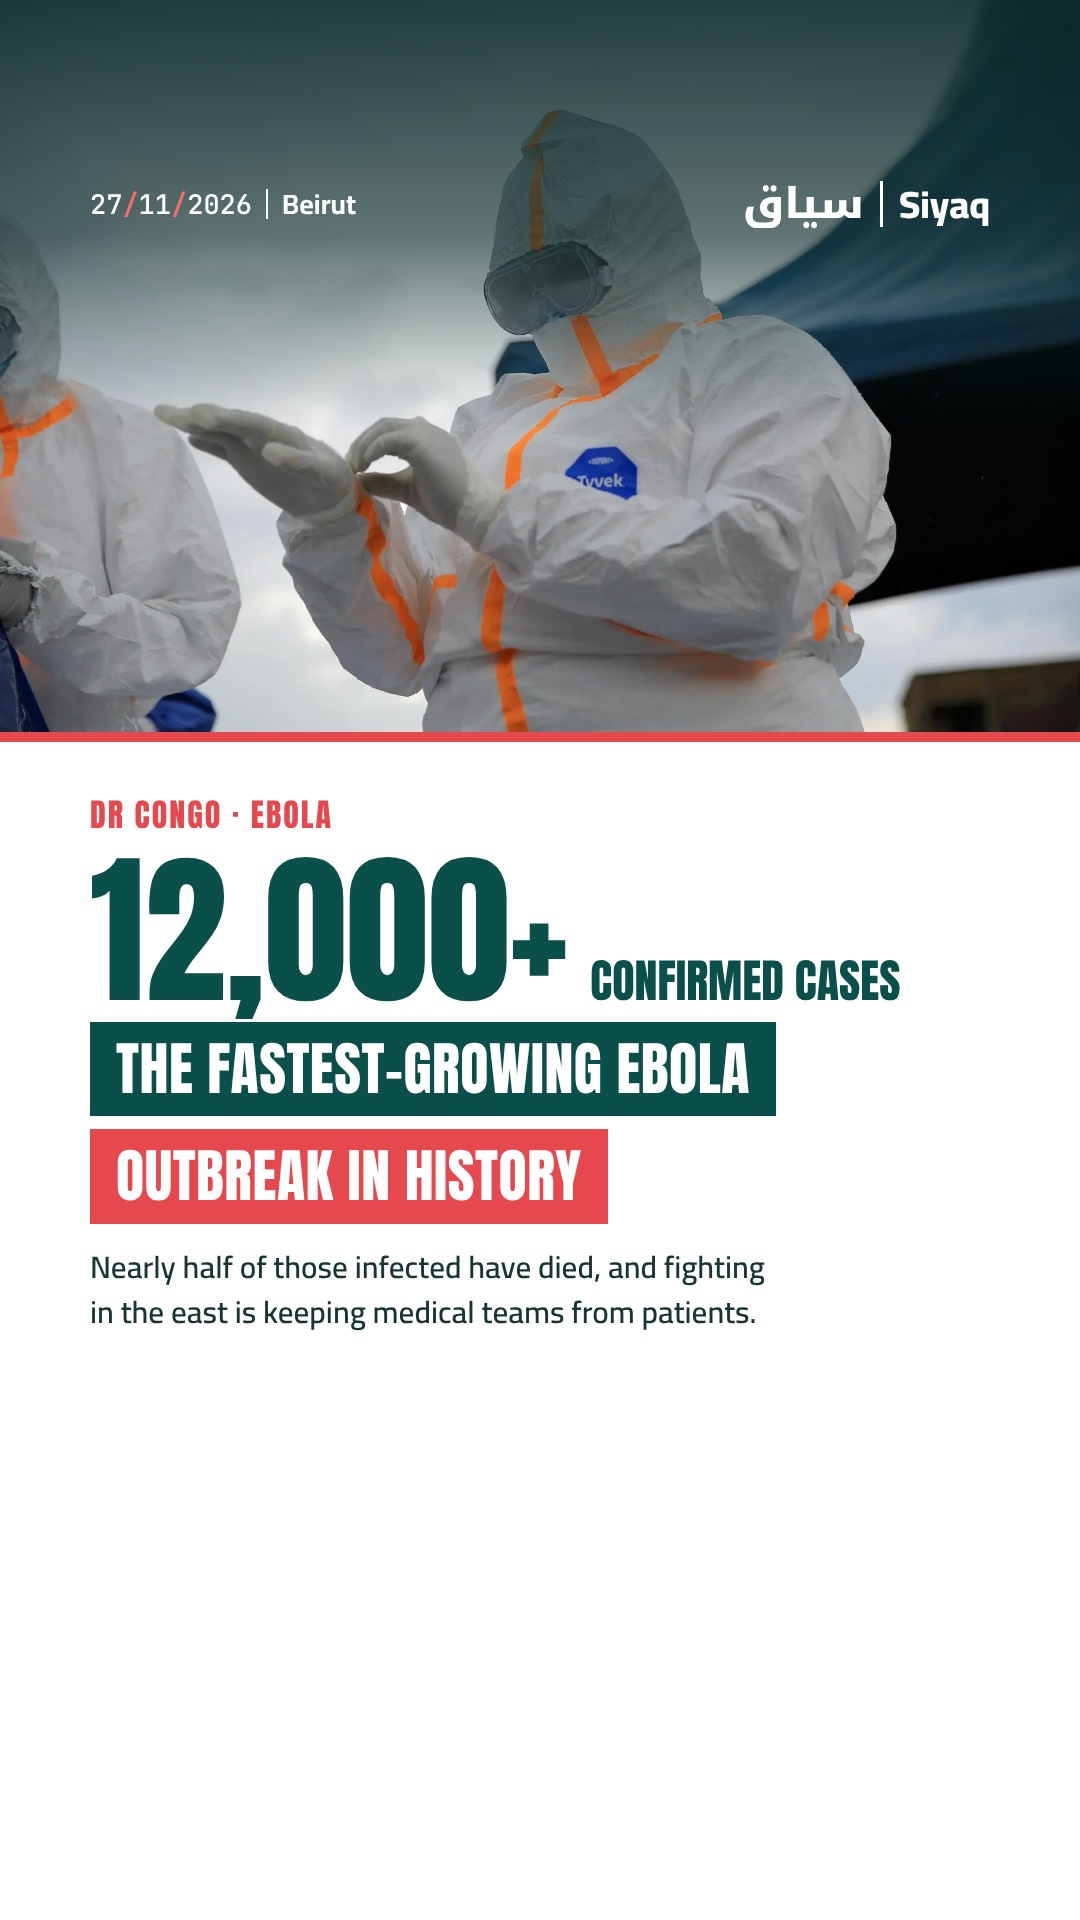 27/11/2026 | Beirut
سياق | Siyaq
Tyvek
DR CONGO · EBOLA
12,000+ CONFIRMED CASES
THE FASTEST-GROWING EBOLA
OUTBREAK IN HISTORY
Nearly half of those infected have died, and fighting
in the east is keeping medical teams from patients.